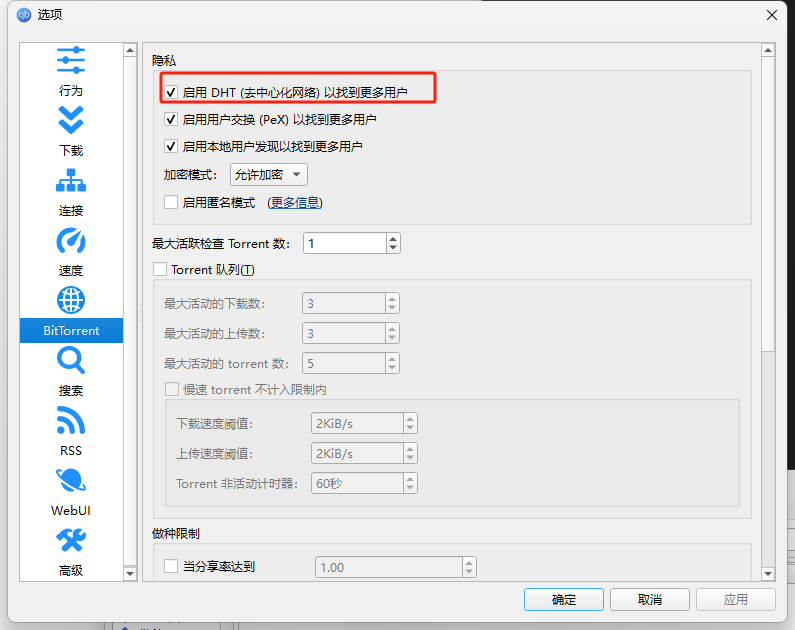 选项
行为
下载
连接
速度
BitTorrent
搜索
RSS
WebUI
高级
隐私
启用 DHT (去中心化网络) 以找到更多用户
启用用户交换 (PeX) 以找到更多用户
启用本地用户发现以找到更多用户
加密模式: 允许加密
启用匿名模式 (更多信息)
最大活跃检查 Torrent 数: 1
Torrent 队列(T)
最大活动的下载数: 3
最大活动的上传数: 3
最大活动的 torrent 数: 5
慢速 torrent 不计入限制内
下载速度阈值: 2KiB/s
上传速度阈值: 2KiB/s
Torrent 非活动计时器: 60秒
做种限制
当分享率达到 1.00
确定 取消 应用